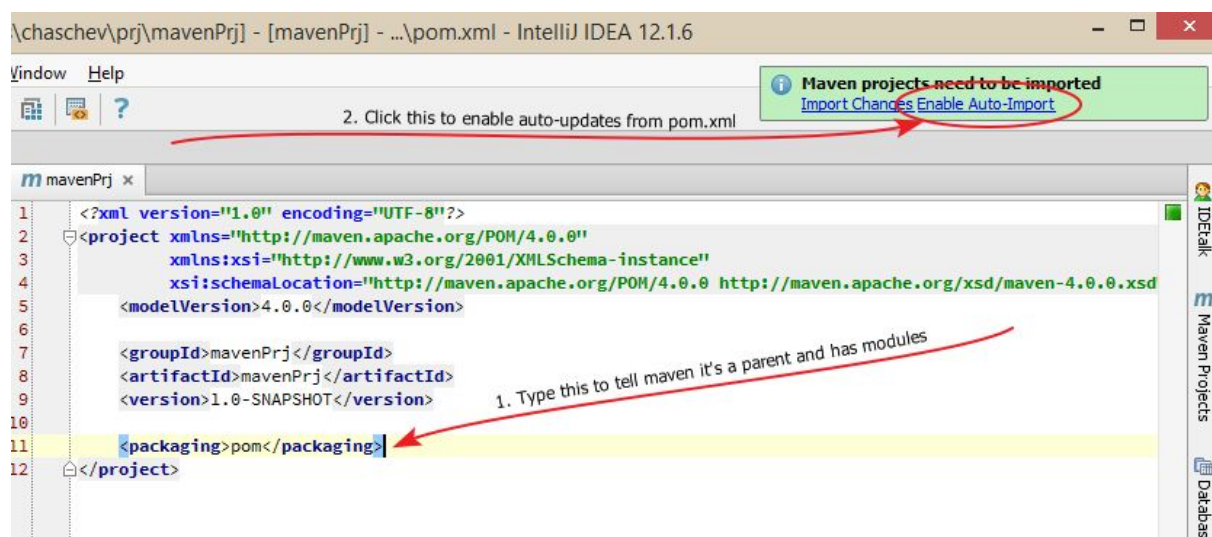 \chaschev\prj\mavenPrj] - [mavenPrj] - ...\pom.xml - IntelliJ IDEA 12.1.6
Window Help
Maven projects need to be imported
Import Changes Enable Auto-Import
2. Click this to enable auto-updates from pom.xml
m mavenPrj ×
1 <?xml version="1.0" encoding="UTF-8"?>
2 <project xmlns="http://maven.apache.org/POM/4.0.0"
3 xmlns:xsi="http://www.w3.org/2001/XMLSchema-instance"
4 xsi:schemaLocation="http://maven.apache.org/POM/4.0.0 http://maven.apache.org/xsd/maven-4.0.0.xsd
5 <modelVersion>4.0.0</modelVersion>
6
7 <groupId>mavenPrj</groupId>
8 <artifactId>mavenPrj</artifactId>
9 <version>1.0-SNAPSHOT</version>
10
11 <packaging>pom</packaging>
12 </project>
1. Type this to tell maven it's a parent and has modules
IDEtalk
m Maven Projects
Databas